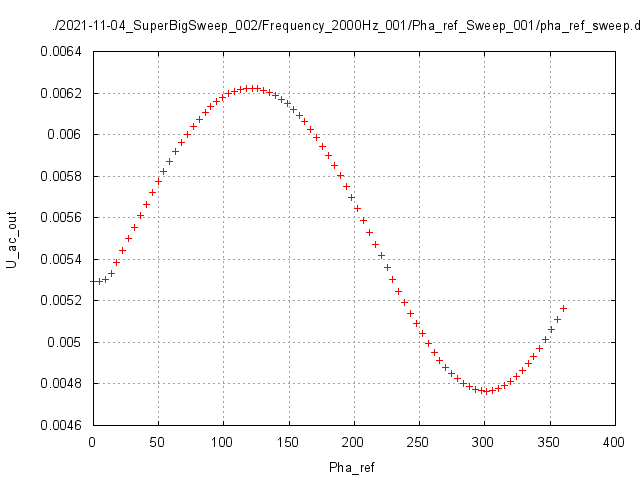 ./2021-11-04_SuperBigSweep_002/Frequency_2000Hz_001/Pha_ref_Sweep_001/pha_ref_sweep.d
0.0064
0.0062
0.006
0.0058
0.0056
0.0054
0.0052
0.005
0.0048
0.0046
U_ac_out
0 50 100 150 200 250 300 350 400
Pha_ref